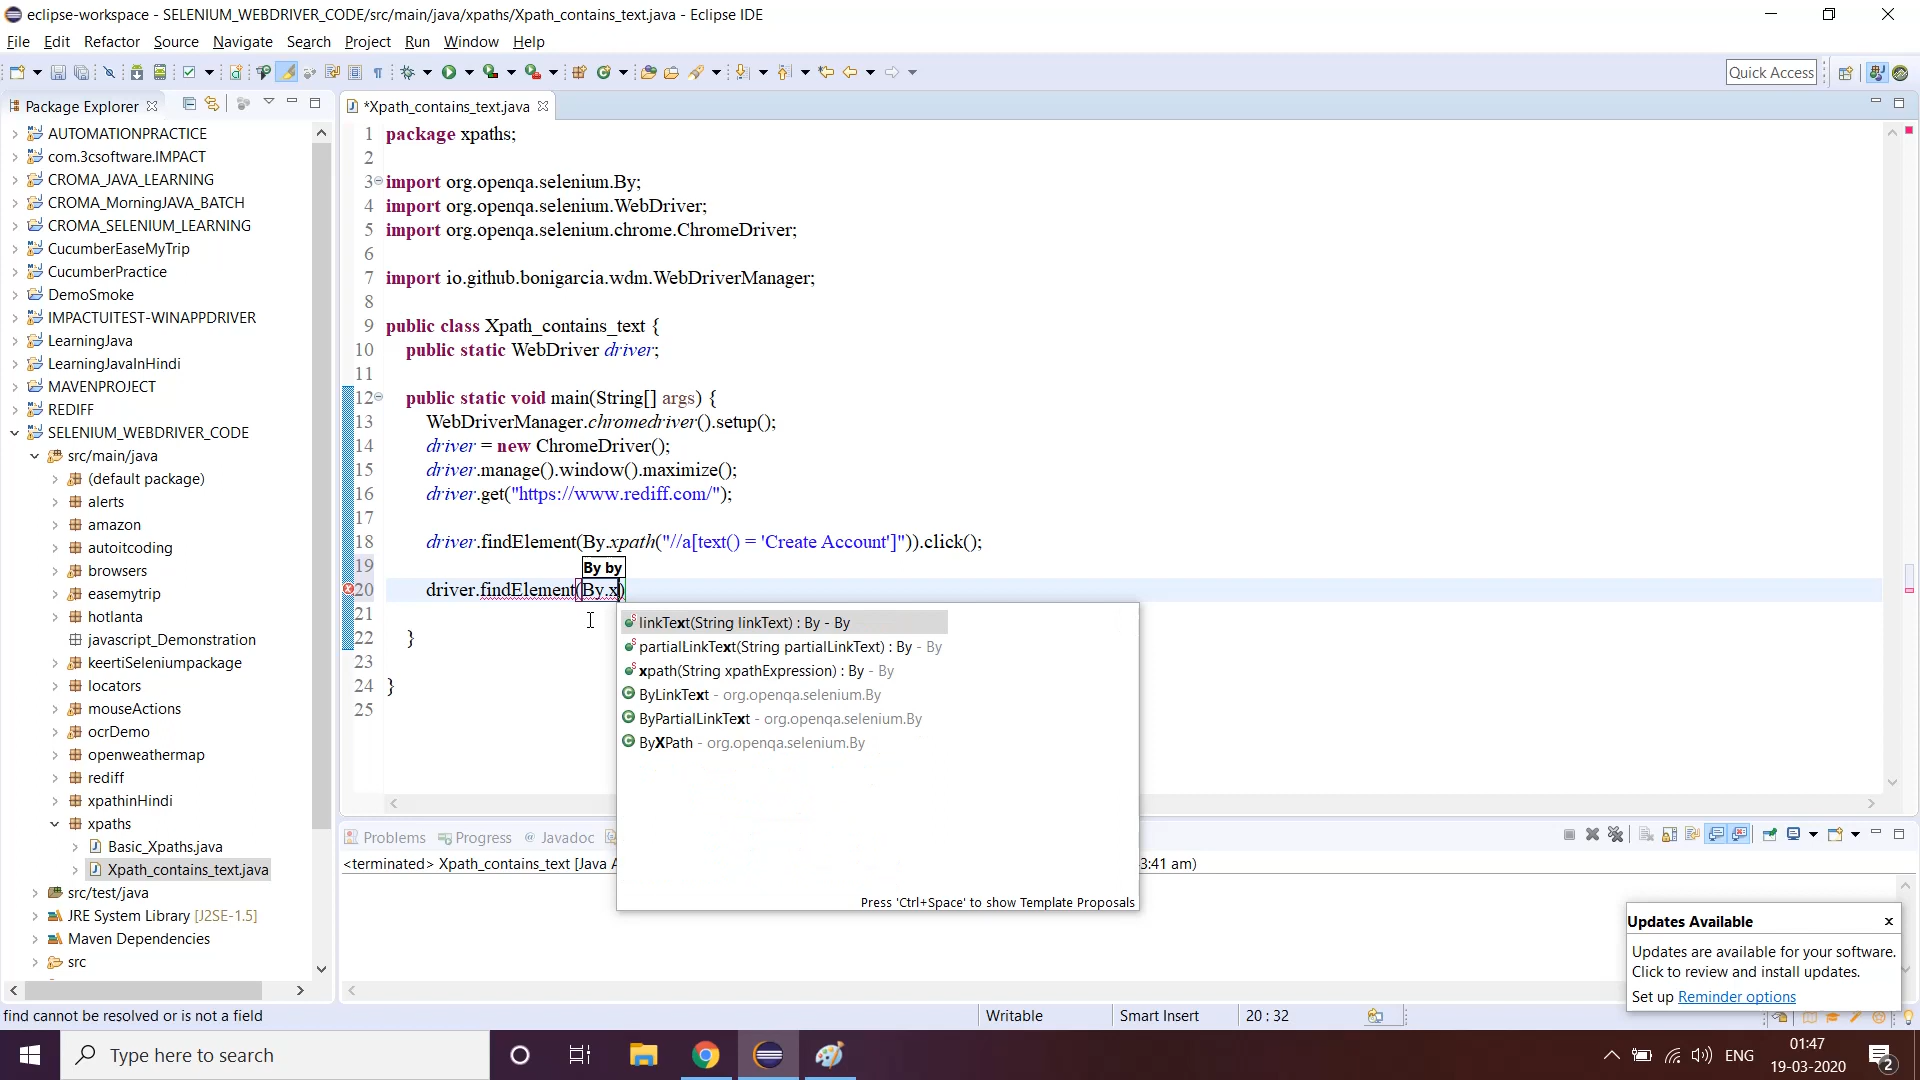 eclipse-workspace - SELENIUM_WEBDRIVER_CODE/src/main/java/xpaths/Xpath_contains_text.java - Eclipse IDE
File Edit Refactor Source Navigate Search Project Run Window Help
Quick Access
Package Explorer
*Xpath_contains_text.java
AUTOMATIONPRACTICE
com.3csoftware.IMPACT
CROMA_JAVA_LEARNING
CROMA_MorningJAVA_BATCH
CROMA_SELENIUM_LEARNING
CucumberEaseMyTrip
CucumberPractice
DemoSmoke
IMPACTUITEST-WINAPPDRIVER
LearningJava
LearningJavaInHindi
MAVENPROJECT
REDIFF
SELENIUM_WEBDRIVER_CODE
src/main/java
(default package)
alerts
amazon
autoitcoding
browsers
easemytrip
hotlanta
javascript_Demonstration
keertiSeleniumpackage
locators
mouseActions
ocrDemo
openweathermap
rediff
xpathinHindi
xpaths
Basic_Xpaths.java
Xpath_contains_text.java
src/test/java
JRE System Library [J2SE-1.5]
Maven Dependencies
src
1 package xpaths;
2
3 import org.openqa.selenium.By;
4 import org.openqa.selenium.WebDriver;
5 import org.openqa.selenium.chrome.ChromeDriver;
6
7 import io.github.bonigarcia.wdm.WebDriverManager;
8
9 public class Xpath_contains_text {
10 public static WebDriver driver;
11
12 public static void main(String[] args) {
13 WebDriverManager.chromedriver().setup();
14 driver = new ChromeDriver();
15 driver.manage().window().maximize();
16 driver.get("https://www.rediff.com/");
17
18 driver.findElement(By.xpath("//a[text() = 'Create Account']")).click();
19
By by
20 driver.findElement(By.x)
21
22 }
23
24 }
25
linkText(String linkText) : By - By
partialLinkText(String partialLinkText) : By - By
xpath(String xpathExpression) : By - By
ByLinkText - org.openqa.selenium.By
ByPartialLinkText - org.openqa.selenium.By
ByXPath - org.openqa.selenium.By
Press 'Ctrl+Space' to show Template Proposals
Problems Progress @ Javadoc
<terminated> Xpath_contains_text [Java A
3:41 am)
Updates Available
Updates are available for your software.
Click to review and install updates.
Set up Reminder options
find cannot be resolved or is not a field
Writable
Smart Insert
20 : 32
Type here to search
ENG
01:47
19-03-2020
2